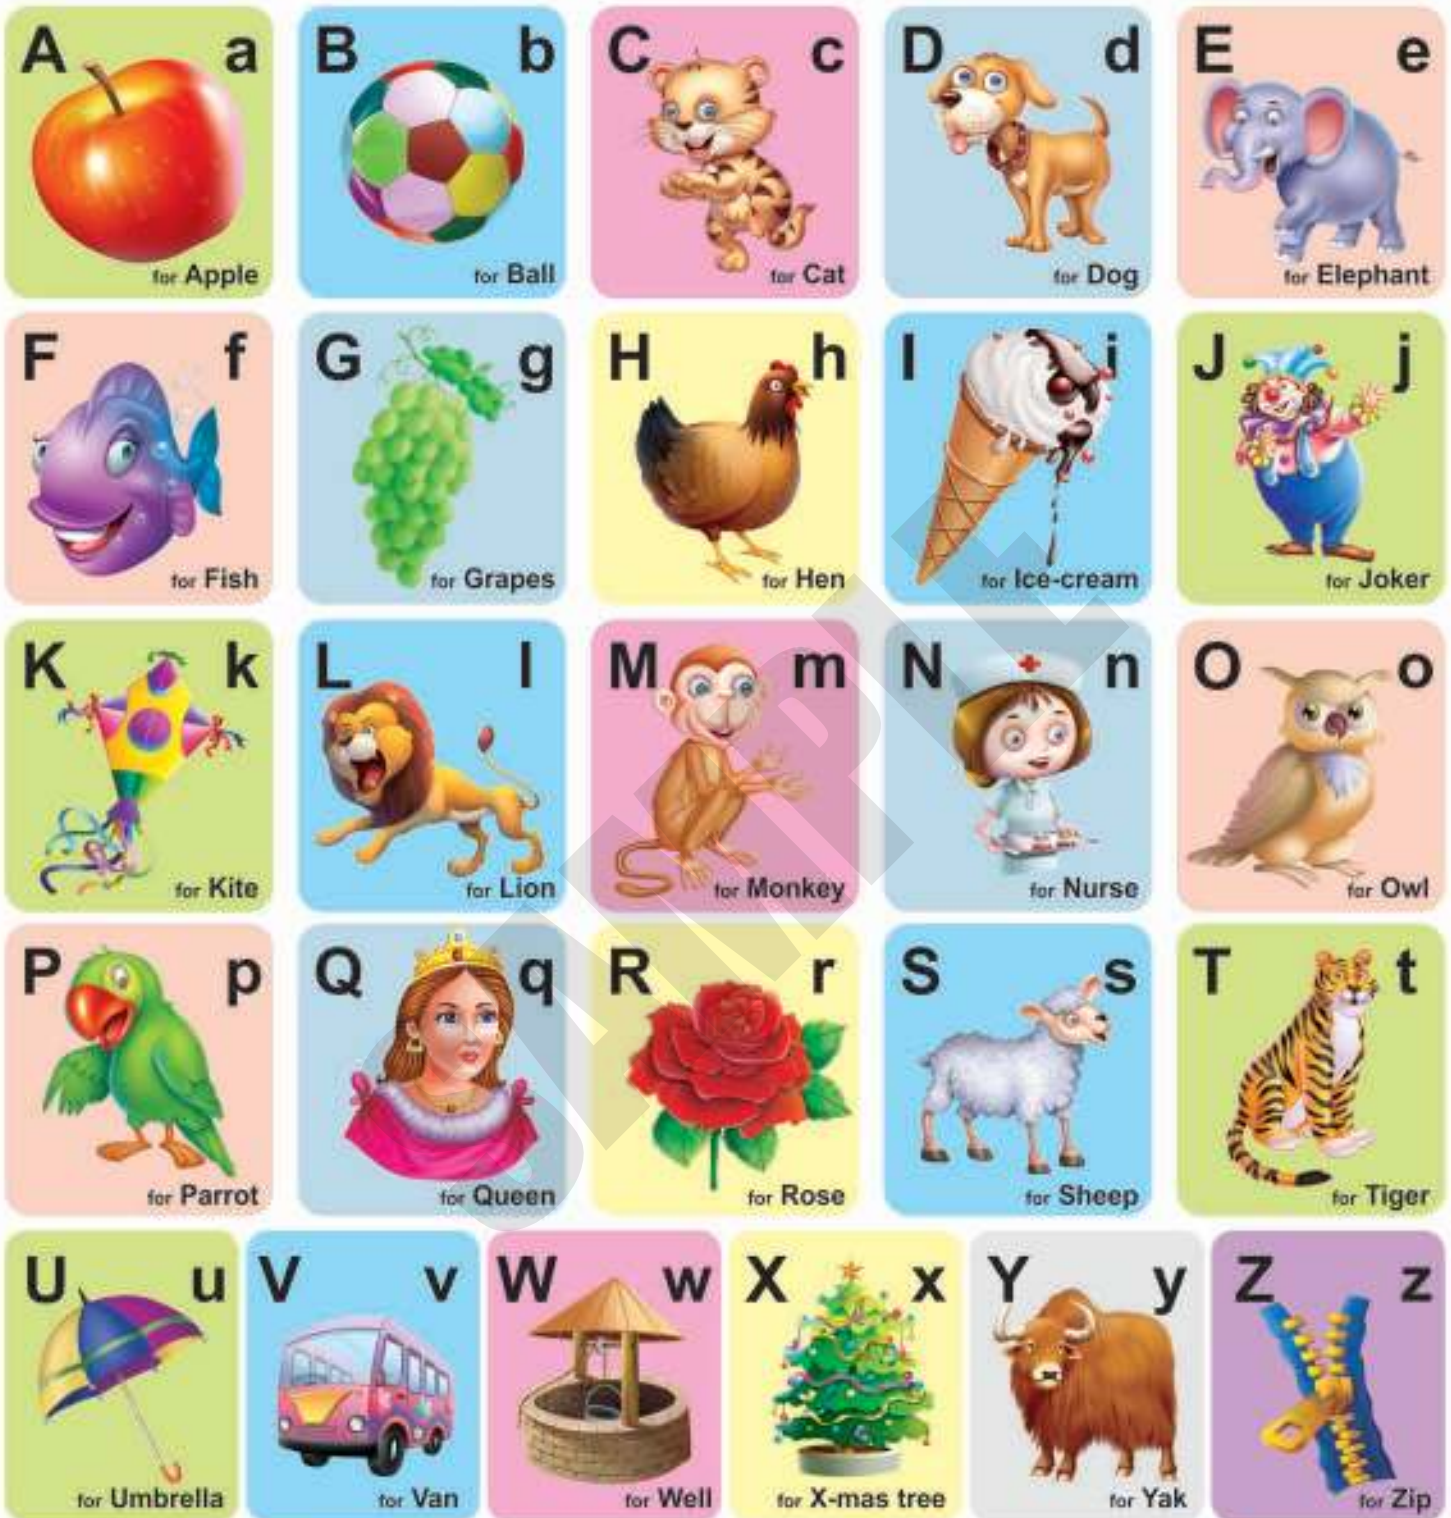 A a
for Apple
B b
for Ball
C c
for Cat
D d
for Dog
E e
for Elephant
F f
for Fish
G g
for Grapes
H h
for Hen
I i
for Ice-cream
J j
for Joker
K k
for Kite
L l
for Lion
M m
for Monkey
N n
for Nurse
O o
for Owl
P p
for Parrot
Q q
for Queen
R r
for Rose
S s
for Sheep
T t
for Tiger
U u
for Umbrella
V v
for Van
W w
for Well
X x
for X-mas tree
Y y
for Yak
Z z
for Zip
SAMPLE